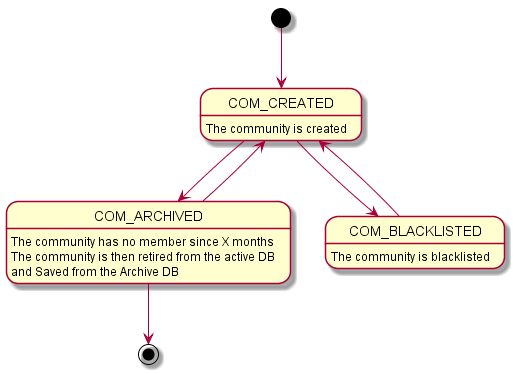 COM_CREATED
The community is created
COM_ARCHIVED
The community has no member since X months
The community is then retired from the active DB
and Saved from the Archive DB
COM_BLACKLISTED
The community is blacklisted